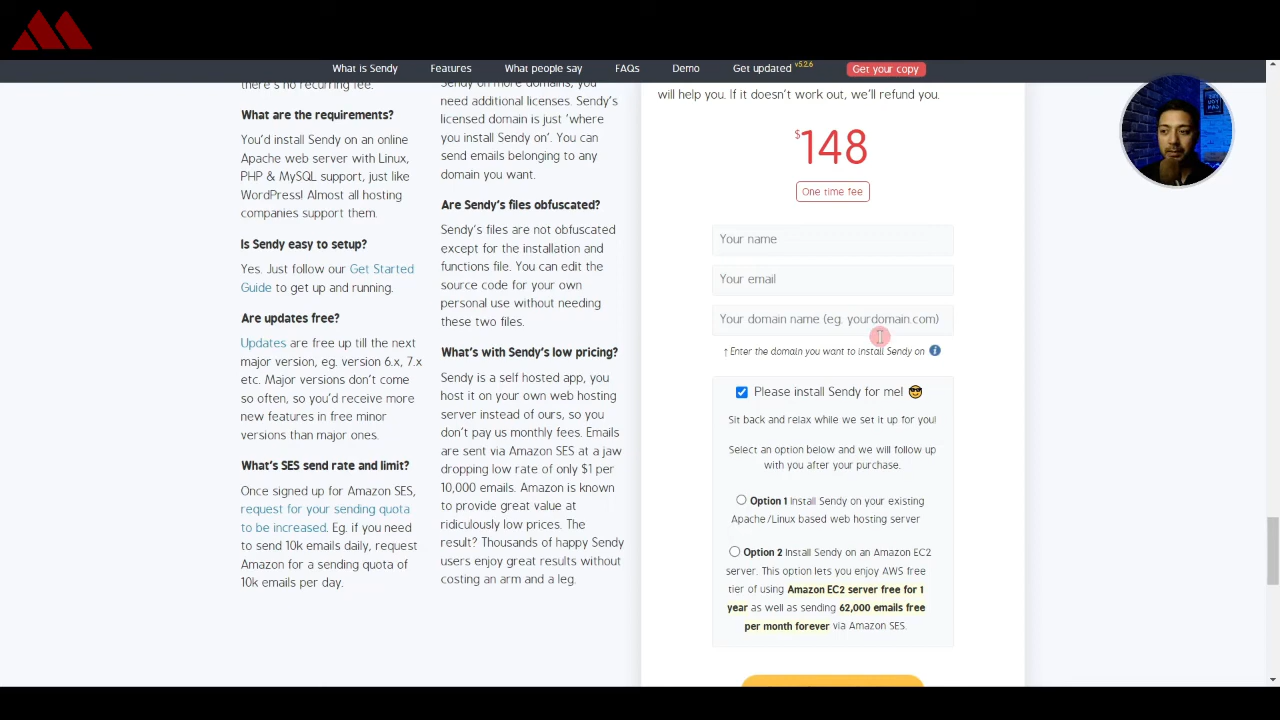 What is Sendy
Features
What people say
FAQs
Demo
Get updated v5.2.6
Get your copy
there's no recurring fee.
What are the requirements?
You'd install Sendy on an online
Apache web server with Linux,
PHP & MySQL support, just like
WordPress! Almost all hosting
companies support them.
Is Sendy easy to setup?
Yes. Just follow our Get Started
Guide to get up and running.
Are updates free?
Updates are free up till the next
major version, eg. version 6.x, 7.x
etc. Major versions don't come
so often, so you'd receive more
new features in free minor
versions than major ones.
What's SES send rate and limit?
Once signed up for Amazon SES,
request for your sending quota
to be increased. Eg. if you need
to send 10k emails daily, request
Amazon for a sending quota of
10k emails per day.
Sendy on more domains, you
need additional licenses. Sendy's
licensed domain is just 'where
you install Sendy on'. You can
send emails belonging to any
domain you want.
Are Sendy's files obfuscated?
Sendy's files are not obfuscated
except for the installation and
functions file. You can edit the
source code for your own
personal use without needing
these two files.
What's with Sendy's low pricing?
Sendy is a self hosted app, you
host it on your own web hosting
server instead of ours, so you
don't pay us monthly fees. Emails
are sent via Amazon SES at a jaw
dropping low rate of only $1 per
10,000 emails. Amazon is known
to provide great value at
ridiculously low prices. The
result? Thousands of happy Sendy
users enjoy great results without
costing an arm and a leg.
will help you. If it doesn't work out, we'll refund you.
$148
One time fee
Your name
Your email
Your domain name (eg. yourdomain.com)
↑ Enter the domain you want to install Sendy on
Please install Sendy for me! 😎
Sit back and relax while we set it up for you!
Select an option below and we will follow up
with you after your purchase.
Option 1 Install Sendy on your existing
Apache/Linux based web hosting server
Option 2 Install Sendy on an Amazon EC2
server. This option lets you enjoy AWS free
tier of using Amazon EC2 server free for 1
year as well as sending 62,000 emails free
per month forever via Amazon SES.